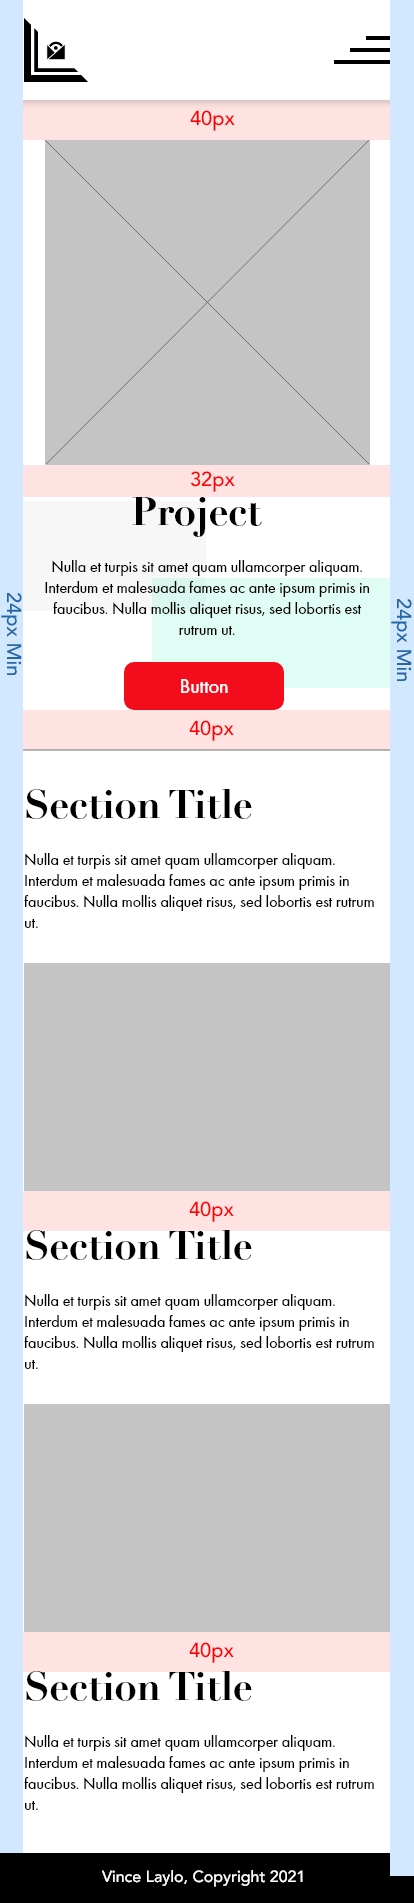 40px
32px
Project
Nulla et turpis sit amet quam ullamcorper aliquam.
Interdum et malesuada fames ac ante ipsum primis in
faucibus. Nulla mollis aliquet risus, sed lobortis est
rutrum ut.
24px Min
24px Min
Button
40px
Section Title
Nulla et turpis sit amet quam ullamcorper aliquam.
Interdum et malesuada fames ac ante ipsum primis in
faucibus. Nulla mollis aliquet risus, sed lobortis est rutrum
ut.
40px
Section Title
Nulla et turpis sit amet quam ullamcorper aliquam.
Interdum et malesuada fames ac ante ipsum primis in
faucibus. Nulla mollis aliquet risus, sed lobortis est rutrum
ut.
40px
Section Title
Nulla et turpis sit amet quam ullamcorper aliquam.
Interdum et malesuada fames ac ante ipsum primis in
faucibus. Nulla mollis aliquet risus, sed lobortis est rutrum
ut.
Vince Laylo, Copyright 2021